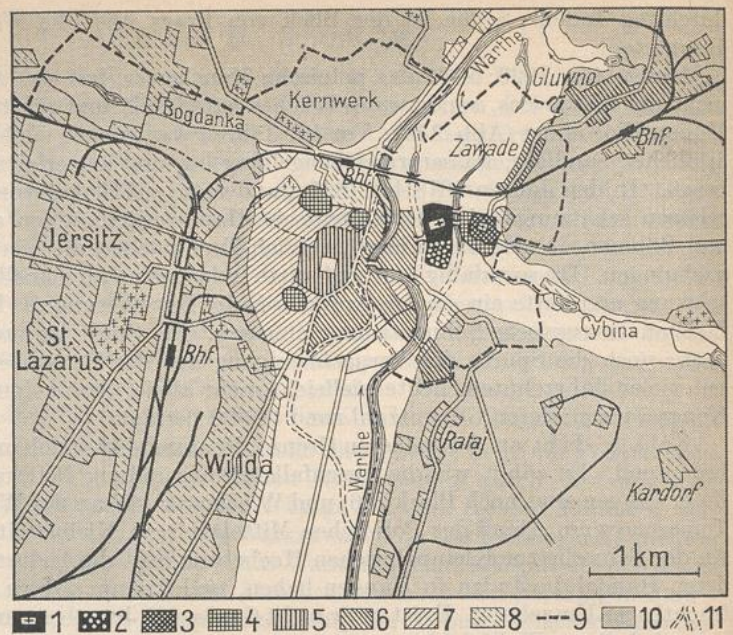 Warthe
Gluwno
Kernwerk
Bogdanka
Zawade
Bhf.
Bhf.
Jersitz
St.
Lazarus
Cybina
Bhf.
Warthe
Rataj
Wilda
Kardorf
1 km
1 2 3 4 5 6 7 8 9 10 11